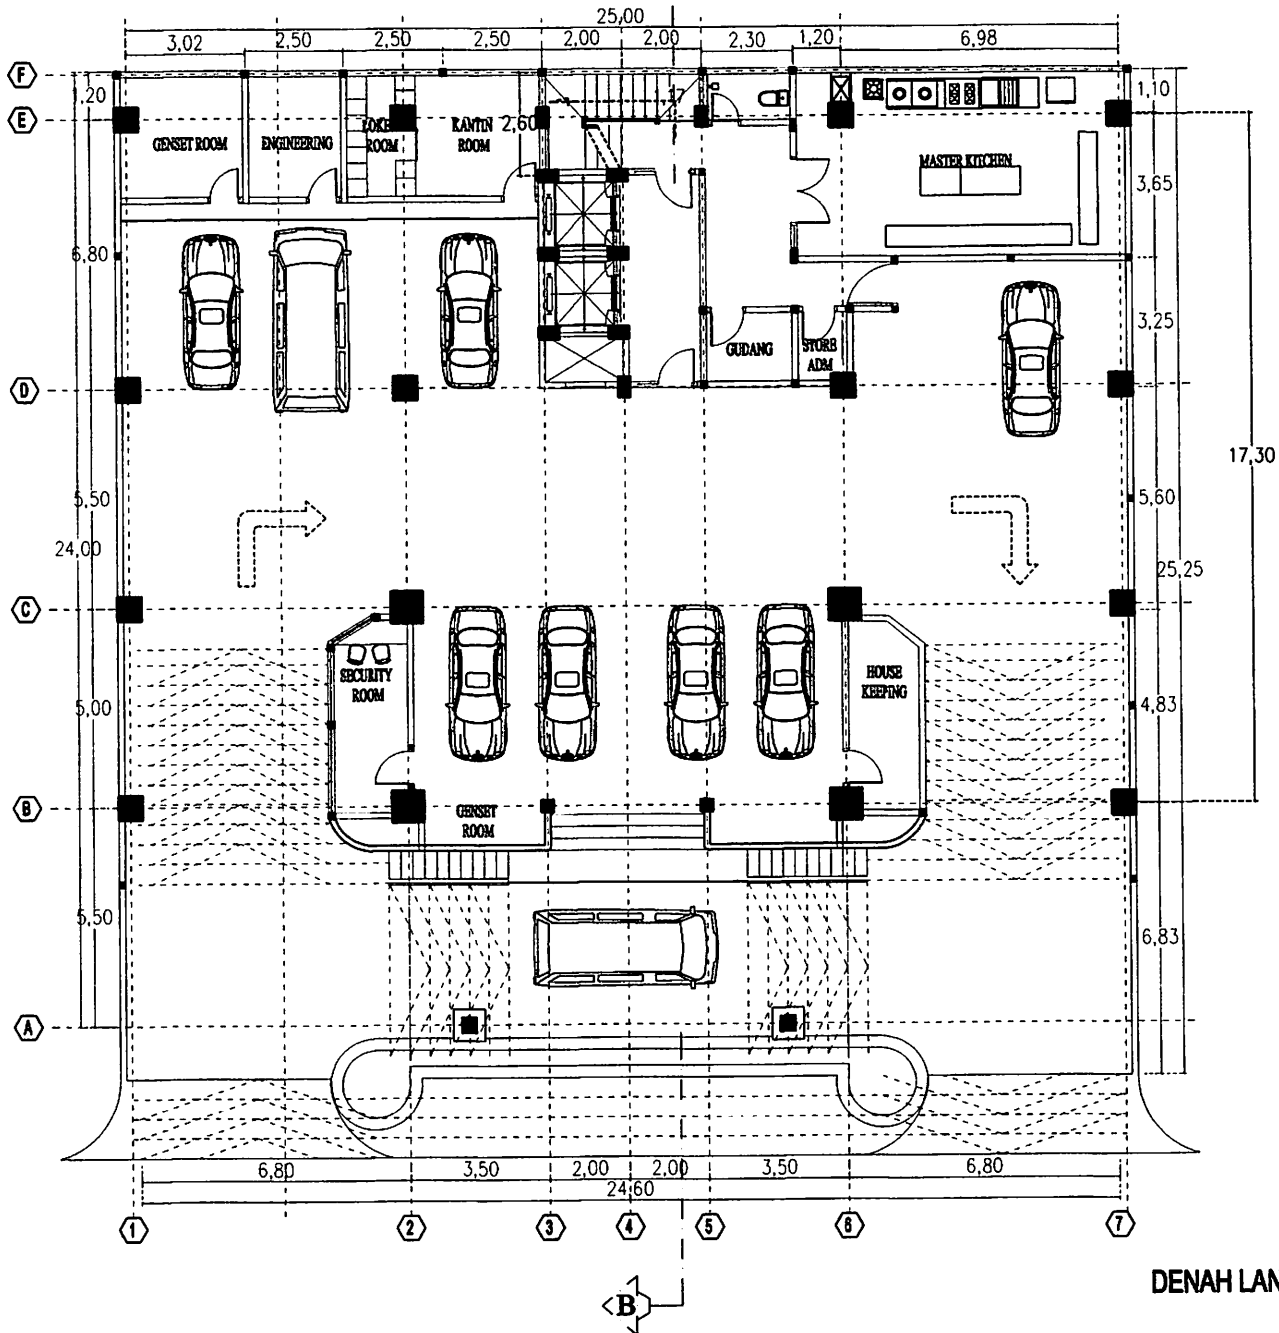 25,00
3,02 2,50 2,50 2,50 2,00 2,00 2,30 1,20 6,98
F
1,20
1,10
E
GENSET ROOM
ENGINEERING
ROOM
KANTIN
ROOM
2,60
MASTER KITCHEN
3,65
6,80
3,25
GUDANG
STORE
ADM
D
17,30
5,50
5,60
24,00
25,25
C
SECURITY
ROOM
HOUSE
KEEPING
5,00
4,83
B
GENSET
ROOM
5,50
6,83
A
6,80 3,50 2,00 2,00 3,50 6,80
24,60
1 2 3 4 5 6 7
B
DENAH LAN